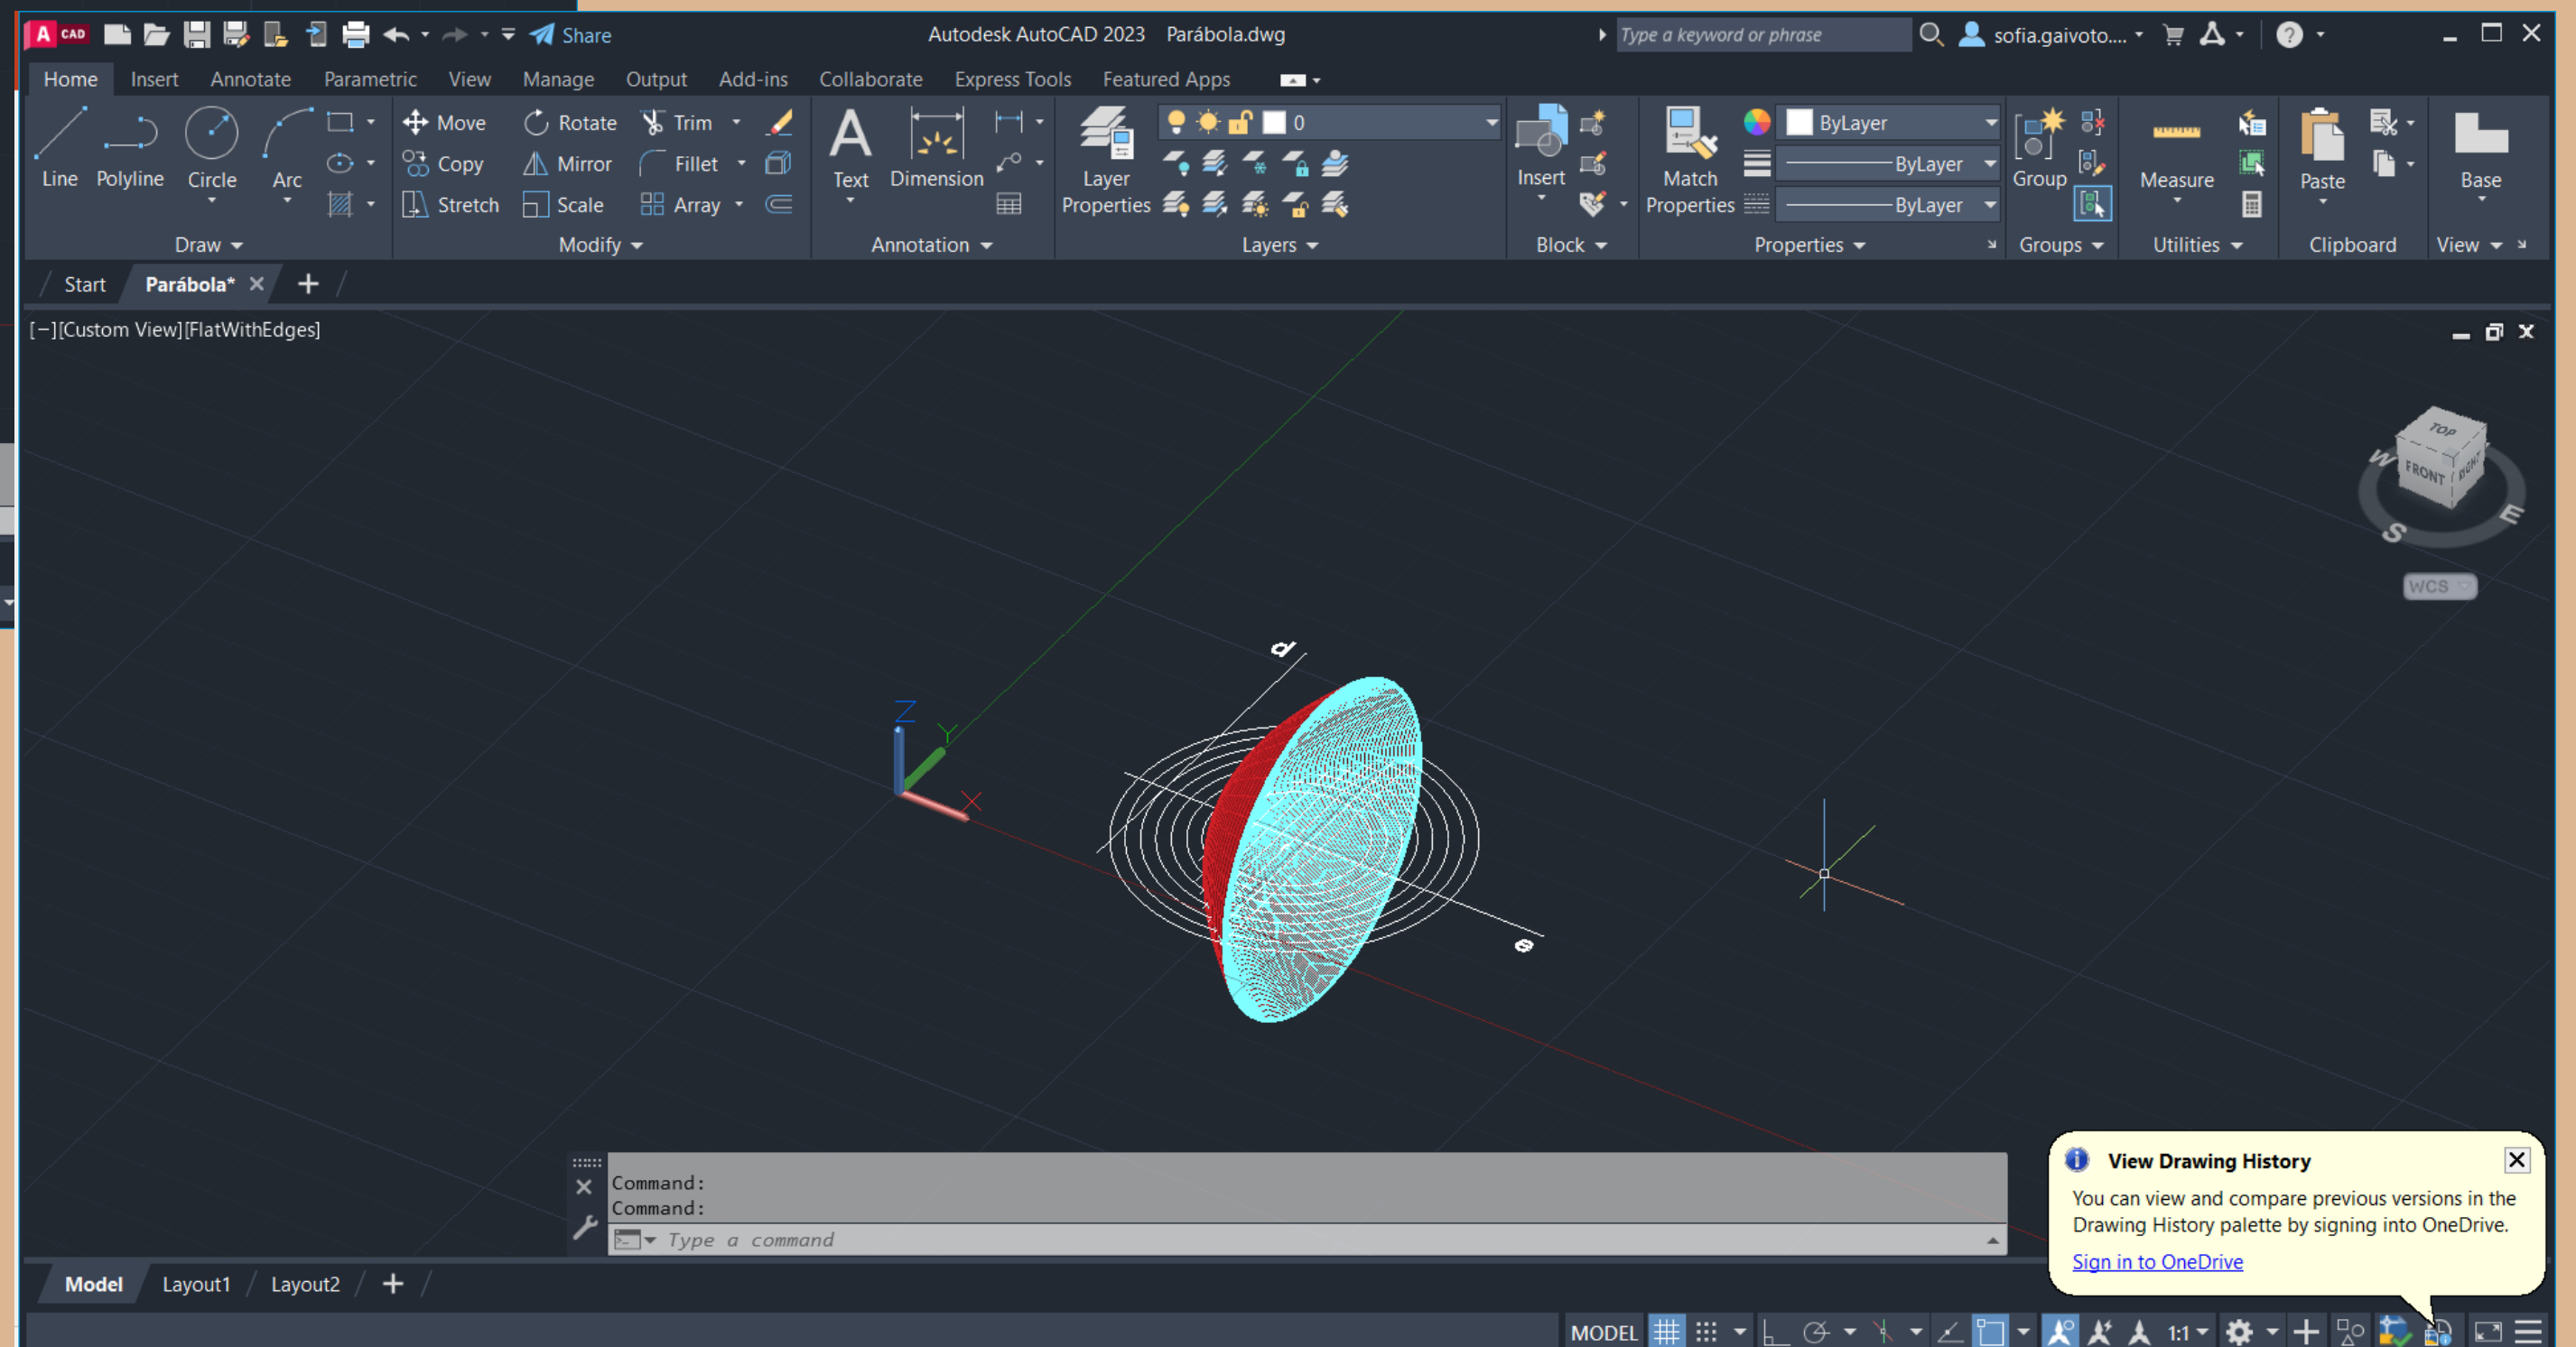 A CAD Share Autodesk AutoCAD 2023 Parábola.dwg Type a keyword or phrase sofia.gaivoto....
Home Insert Annotate Parametric View Manage Output Add-ins Collaborate Express Tools Featured Apps
Line Polyline Circle Arc
Move Rotate Trim
Copy Mirror Fillet
Stretch Scale Array
Text Dimension
Layer Properties
0
Insert
Match Properties
ByLayer
ByLayer
ByLayer
Group
Measure
Paste
Base
Draw Modify Annotation Layers Block Properties Groups Utilities Clipboard View
Start Parábola*
[−][Custom View][FlatWithEdges]
TOP
FRONT RIGHT
W
S
E
WCS
d
Z
Y
X
e
Command:
Command:
Type a command
View Drawing History
You can view and compare previous versions in the
Drawing History palette by signing into OneDrive.
Sign in to OneDrive
Model Layout1 Layout2
MODEL 1:1